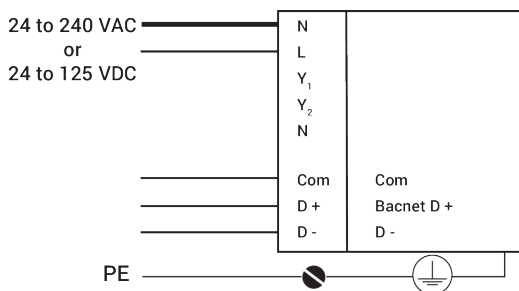 24 to 240 VAC
or
24 to 125 VDC
N
L
Y1
Y2
N
Com
D +
D -
Com
Bacnet D +
D -
PE